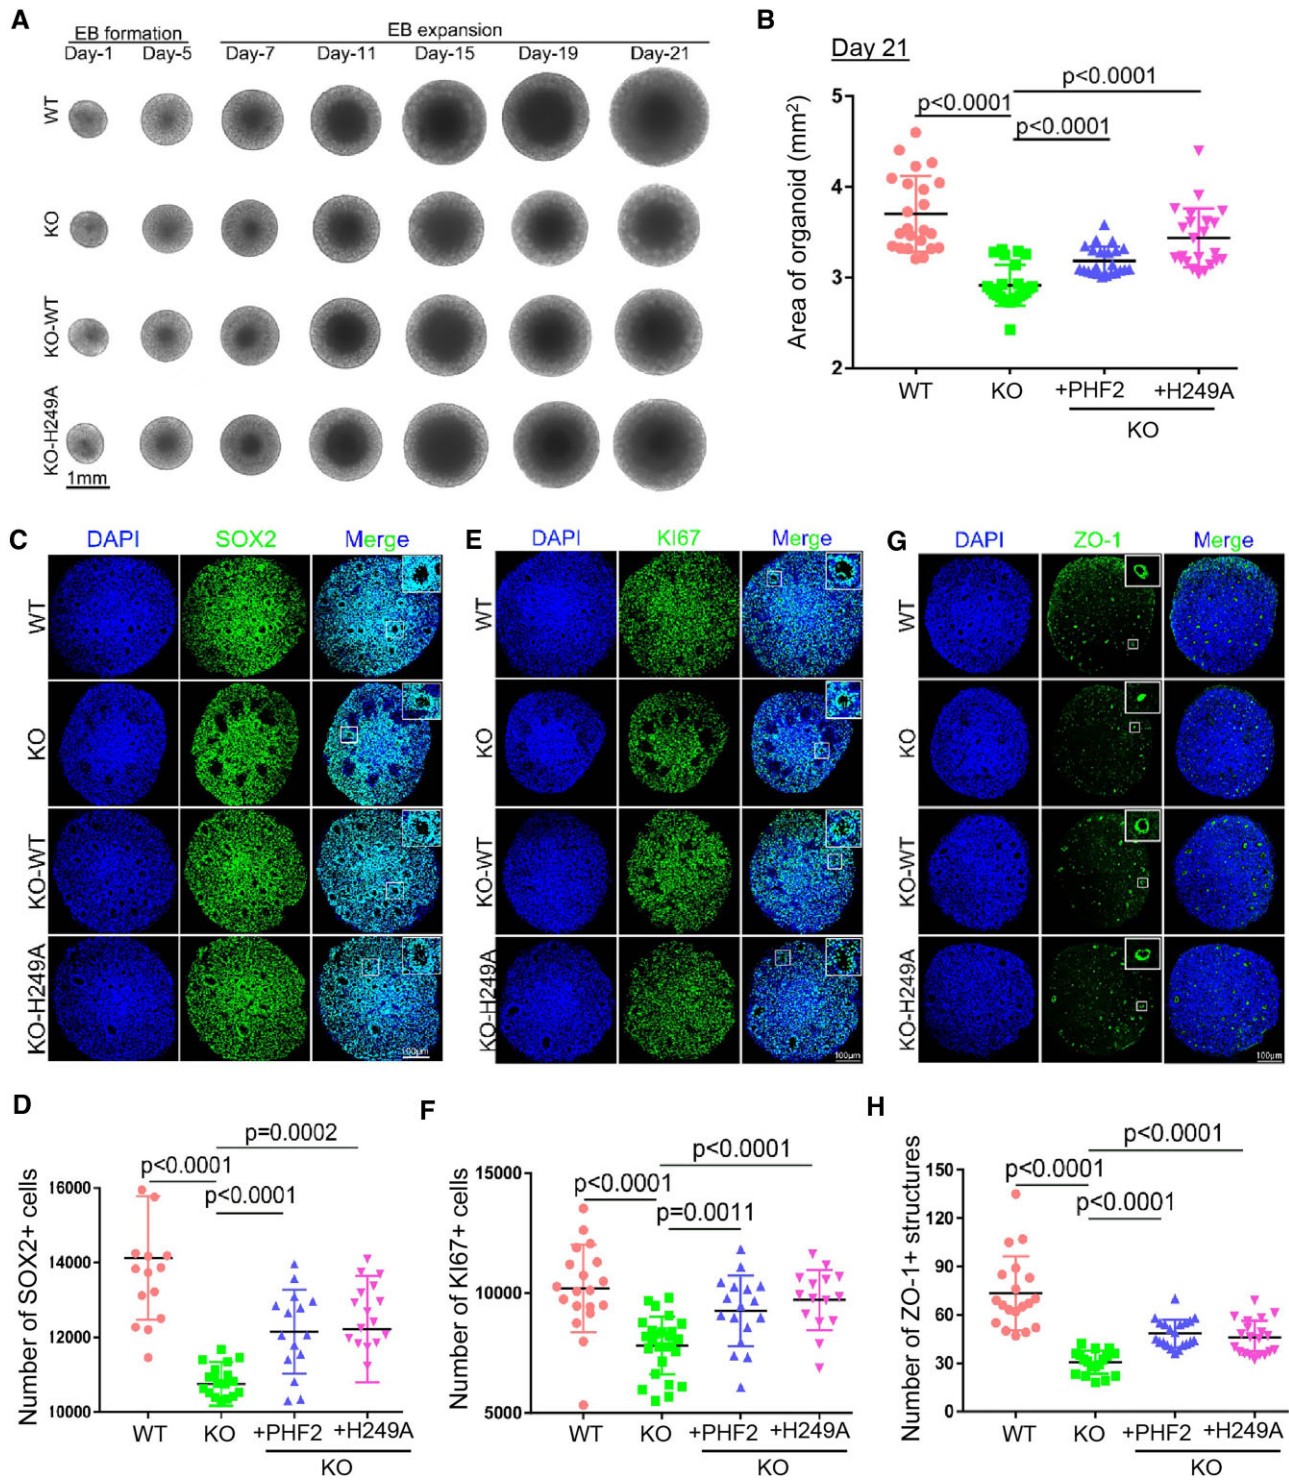 A
EB formation
EB expansion
Day-1 Day-5 Day-7 Day-11 Day-15 Day-19 Day-21
WT
KO
KO-WT
KO-H249A
1mm
B
Day 21
p<0.0001
p<0.0001
p<0.0001
Area of organoid (mm²)
5
4
3
2
WT KO +PHF2 +H249A
KO
C
DAPI SOX2 Merge
WT
KO
KO-WT
KO-H249A
100μm
E
DAPI KI67 Merge
WT
KO
KO-WT
KO-H249A
100μm
G
DAPI ZO-1 Merge
WT
KO
KO-WT
KO-H249A
100μm
D
p=0.0002
p<0.0001
p<0.0001
Number of SOX2+ cells
16000
14000
12000
10000
WT KO +PHF2 +H249A
KO
F
p<0.0001
p<0.0001
p=0.0011
Number of KI67+ cells
15000
10000
5000
WT KO +PHF2 +H249A
KO
H
p<0.0001
p<0.0001
p<0.0001
Number of ZO-1+ structures
150
120
90
60
30
0
WT KO +PHF2 +H249A
KO